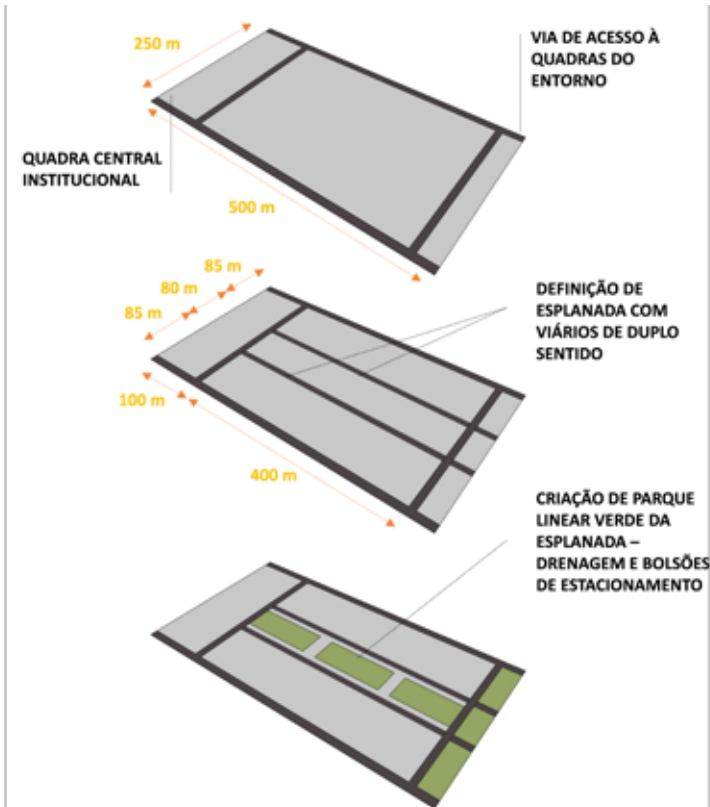 250 m
VIA DE ACESSO À
QUADRAS DO
ENTORNO
QUADRA CENTRAL
INSTITUCIONAL
500 m
85 m
80 m
85 m
DEFINIÇÃO DE
ESPLANADA COM
VIÁRIOS DE DUPLO
SENTIDO
100 m
400 m
CRIAÇÃO DE PARQUE
LINEAR VERDE DA
ESPLANADA –
DRENAGEM E BOLSÕES
DE ESTACIONAMENTO